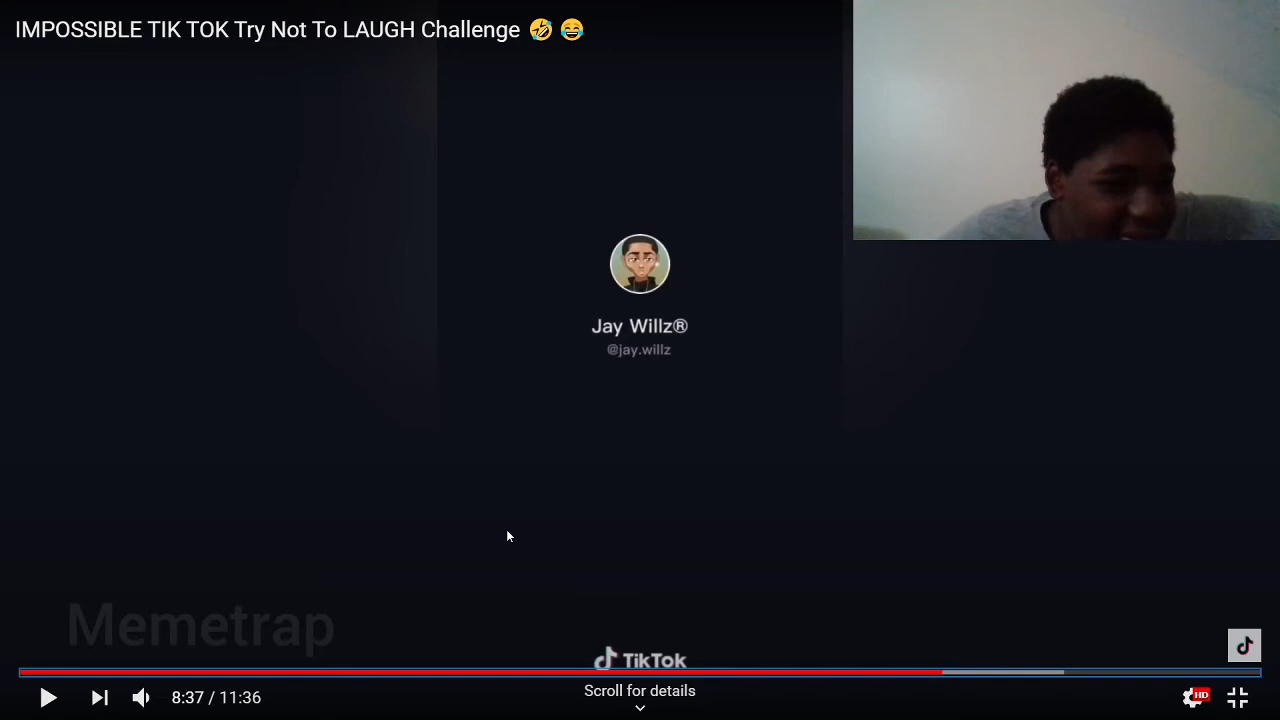 IMPOSSIBLE TIK TOK Try Not To LAUGH Challenge 🤣 😂
Jay Willz®
@jay.willz
Memetrap
TikTok
Scroll for details
8:37 / 11:36
HD